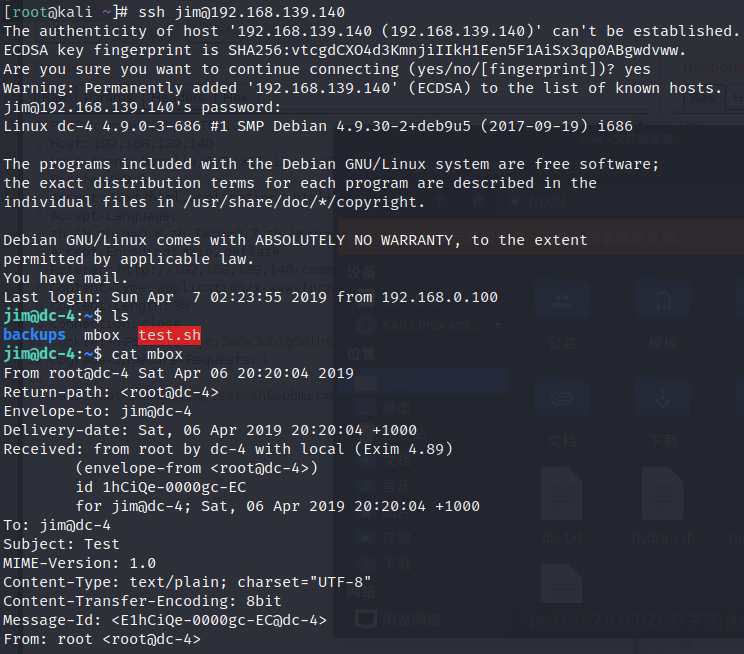 [root@kali ~]# ssh jim@192.168.139.140
The authenticity of host '192.168.139.140 (192.168.139.140)' can't be established.
ECDSA key fingerprint is SHA256:vtcgdCXO4d3KmnjiIIkH1Een5F1AiSx3qp0ABgwdvww.
Are you sure you want to continue connecting (yes/no/[fingerprint])? yes
Warning: Permanently added '192.168.139.140' (ECDSA) to the list of known hosts.
jim@192.168.139.140's password:
Linux dc-4 4.9.0-3-686 #1 SMP Debian 4.9.30-2+deb9u5 (2017-09-19) i686
The programs included with the Debian GNU/Linux system are free software;
the exact distribution terms for each program are described in the
individual files in /usr/share/doc/*/copyright.
Debian GNU/Linux comes with ABSOLUTELY NO WARRANTY, to the extent
permitted by applicable law.
You have mail.
Last login: Sun Apr  7 02:23:55 2019 from 192.168.0.100
jim@dc-4:~$ ls
backups  mbox  test.sh
jim@dc-4:~$ cat mbox
From root@dc-4 Sat Apr 06 20:20:04 2019
Return-path: <root@dc-4>
Envelope-to: jim@dc-4
Delivery-date: Sat, 06 Apr 2019 20:20:04 +1000
Received: from root by dc-4 with local (Exim 4.89)
(envelope-from <root@dc-4>)
id 1hCiQe-0000gc-EC
for jim@dc-4; Sat, 06 Apr 2019 20:20:04 +1000
To: jim@dc-4
Subject: Test
MIME-Version: 1.0
Content-Type: text/plain; charset="UTF-8"
Content-Transfer-Encoding: 8bit
Message-Id: <E1hCiQe-0000gc-EC@dc-4>
From: root <root@dc-4>